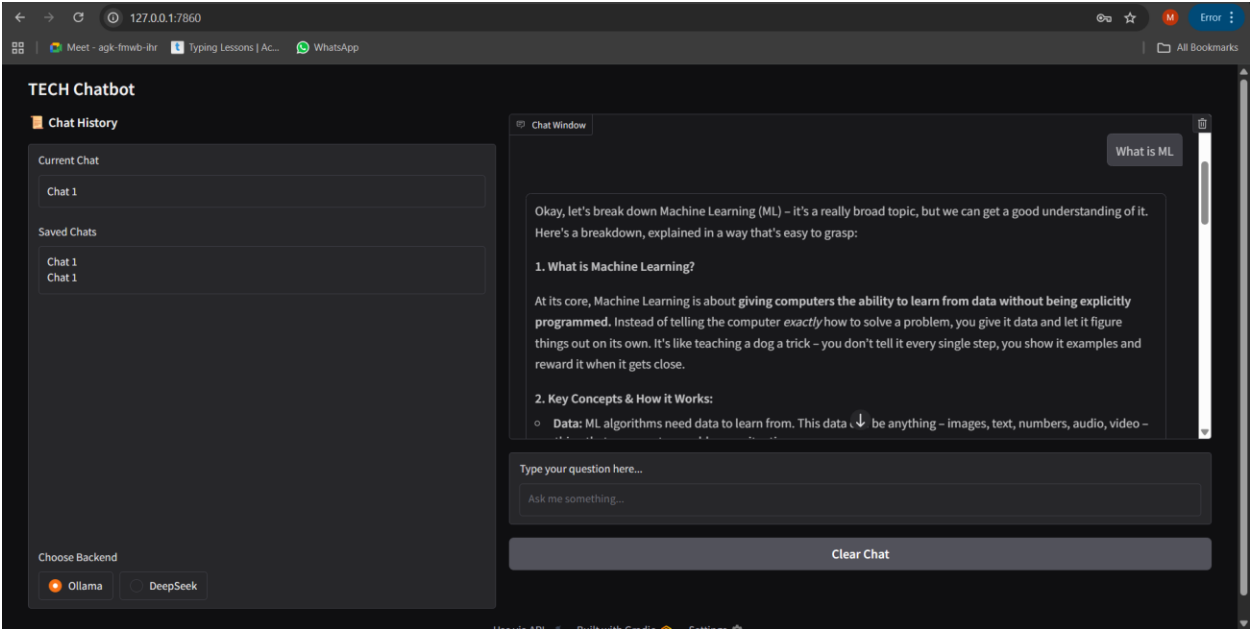 127.0.0.1:7860
M
Error
Meet - agk-fmwb-ihr
Typing Lessons | Ac...
WhatsApp
All Bookmarks
TECH Chatbot
Chat History
Current Chat
Chat 1
Saved Chats
Chat 1
Chat 1
Choose Backend
Ollama
DeepSeek
Chat Window
What is ML
Okay, let's break down Machine Learning (ML) – it's a really broad topic, but we can get a good understanding of it.
Here's a breakdown, explained in a way that's easy to grasp:
1. What is Machine Learning?
At its core, Machine Learning is about giving computers the ability to learn from data without being explicitly
programmed. Instead of telling the computer exactly how to solve a problem, you give it data and let it figure
things out on its own. It's like teaching a dog a trick – you don't tell it every single step, you show it examples and
reward it when it gets close.
2. Key Concepts & How it Works:
Data: ML algorithms need data to learn from. This data be anything – images, text, numbers, audio, video –
Type your question here...
Ask me something...
Clear Chat
Use via API
Built with Gradio
Settings